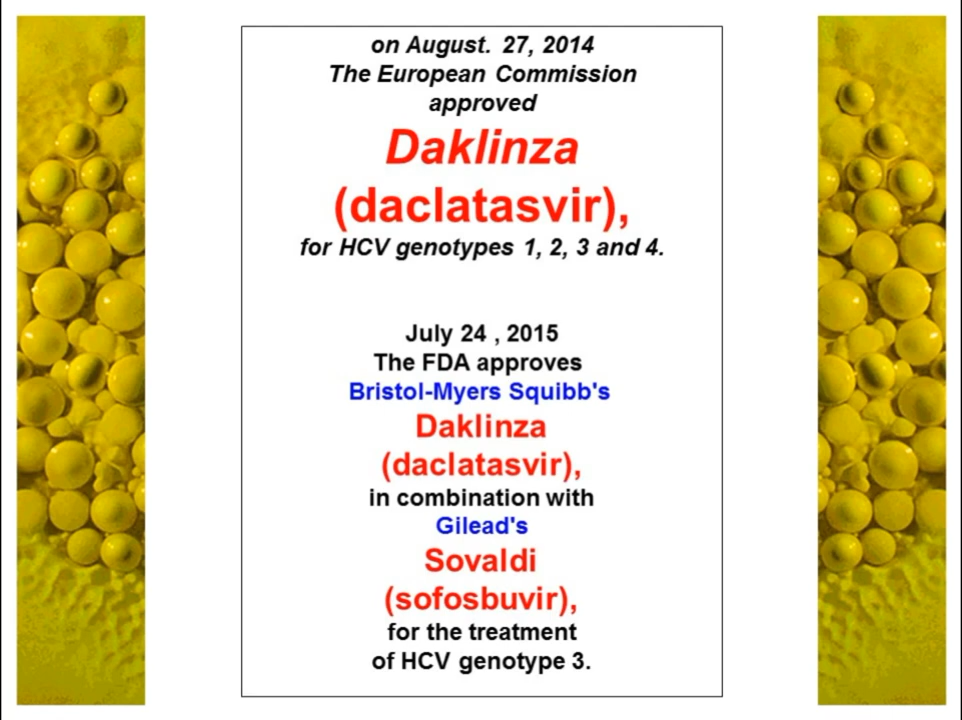 on August. 27, 2014
The European Commission
approved
Daklinza
(daclatasvir),
for HCV genotypes 1, 2, 3 and 4.
July 24 , 2015
The FDA approves
Bristol-Myers Squibb's
Daklinza
(daclatasvir),
in combination with
Gilead's
Sovaldi
(sofosbuvir),
for the treatment
of HCV genotype 3.